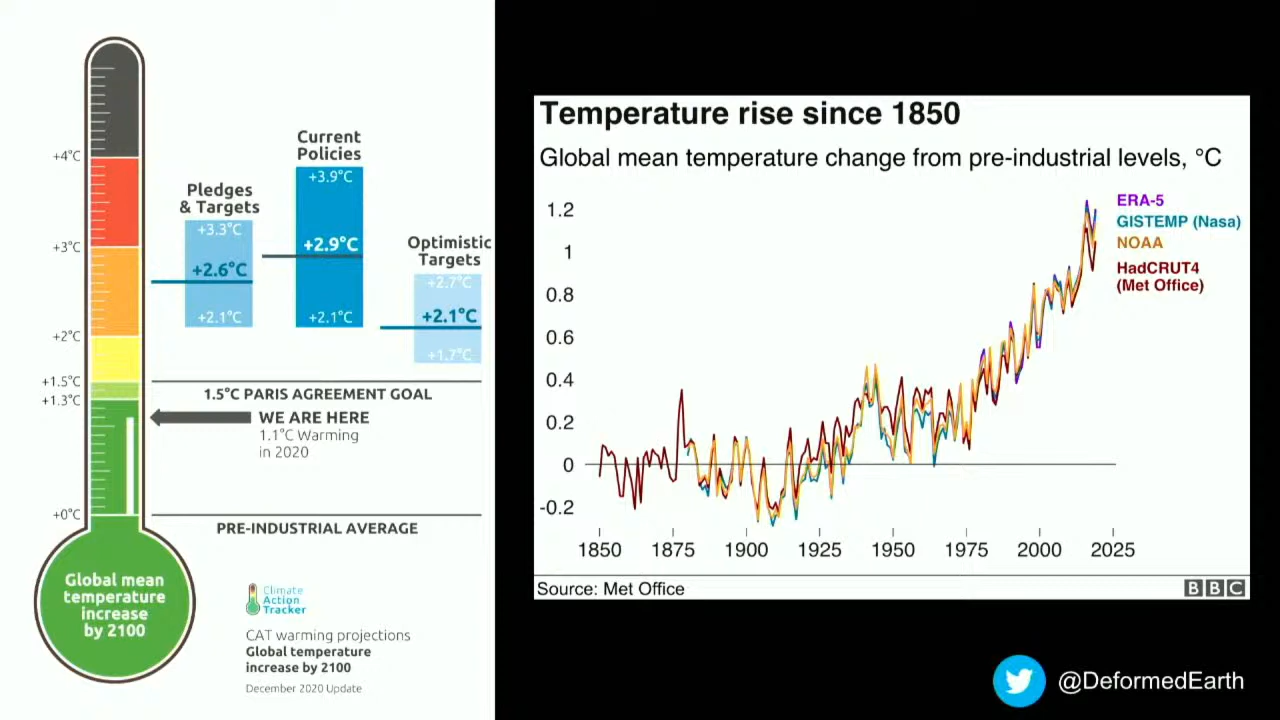 +4°C
+3°C
+2°C
+1.5°C
+1.3°C
+0°C
Global mean
temperature
increase
by 2100
Pledges
& Targets
+3.3°C
+2.6°C
+2.1°C
Current
Policies
+3.9°C
+2.9°C
+2.1°C
Optimistic
Targets
+2.7°C
+2.1°C
+1.7°C
1.5°C PARIS AGREEMENT GOAL
WE ARE HERE
1.1°C Warming
in 2020
PRE-INDUSTRIAL AVERAGE
Climate
Action
Tracker
CAT warming projections
Global temperature
increase by 2100
December 2020 Update
Temperature rise since 1850
Global mean temperature change from pre-industrial levels, °C
1.2
1
0.8
0.6
0.4
0.2
0
-0.2
ERA-5
GISTEMP (Nasa)
NOAA
HadCRUT4
(Met Office)
1850 1875 1900 1925 1950 1975 2000 2025
Source: Met Office
BBC
@DeformedEarth